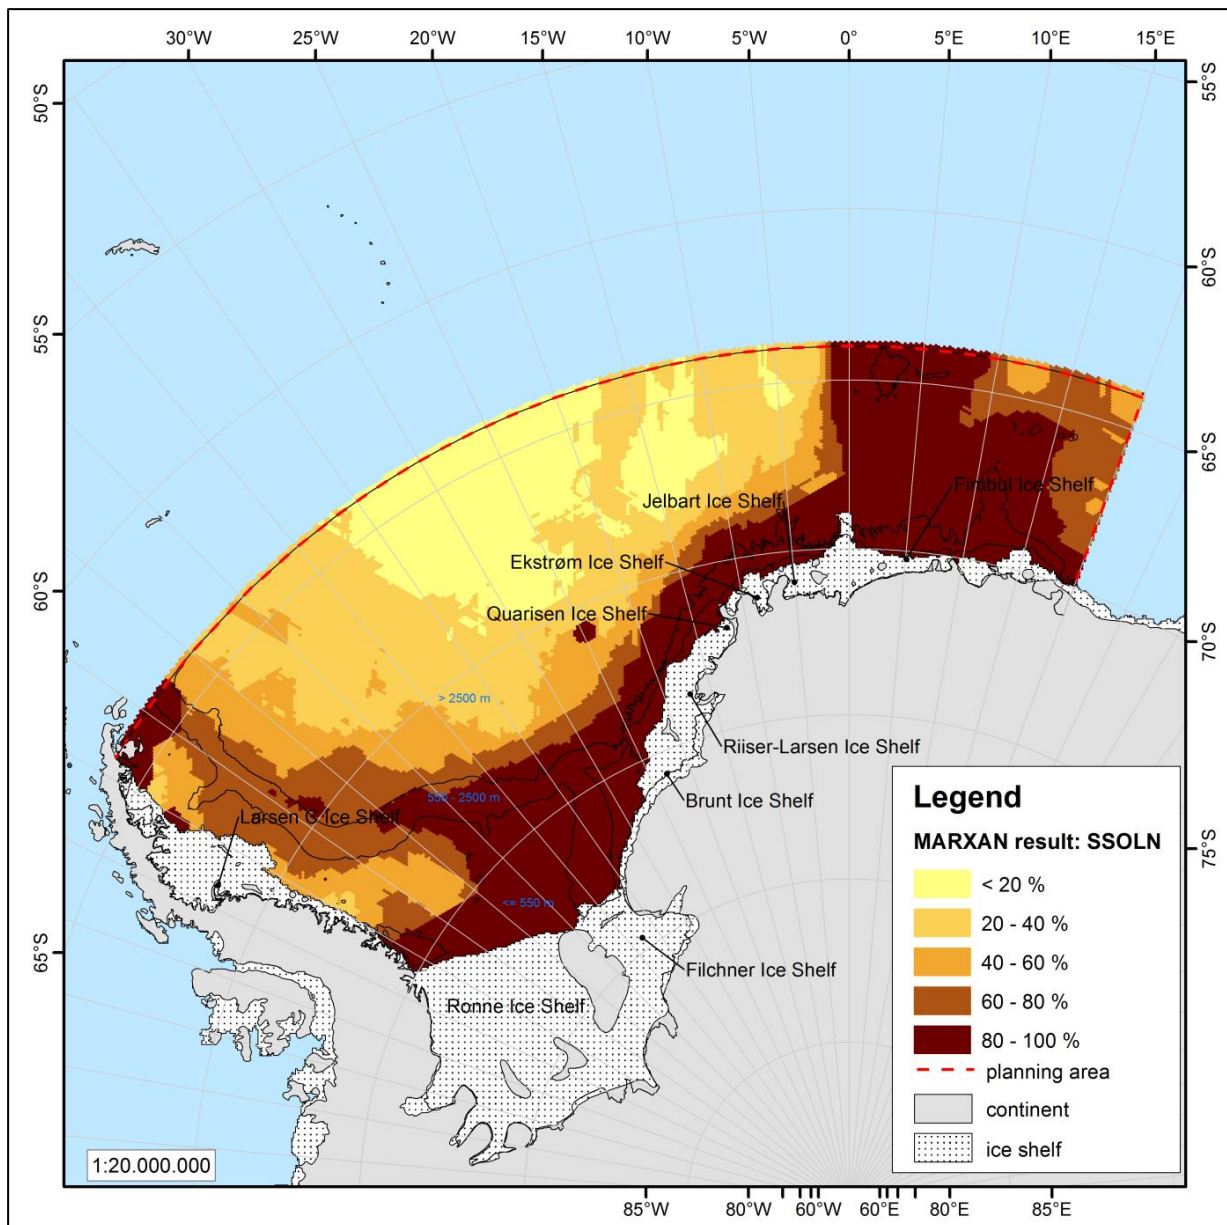 30°W 25°W 20°W 15°W 10°W 5°W 0° 5°E 10°E 15°E
50°S
55°S
60°S
65°S
55°S
60°S
65°S
70°S
75°S
Fimbul Ice Shelf
Jelbart Ice Shelf
Ekstrøm Ice Shelf
Quarisen Ice Shelf
> 2500 m
Riiser-Larsen Ice Shelf
550 - 2500 m
Brunt Ice Shelf
Larsen C Ice Shelf
<= 550 m
Filchner Ice Shelf
Ronne Ice Shelf
Legend
MARXAN result: SSOLN
< 20 %
20 - 40 %
40 - 60 %
60 - 80 %
80 - 100 %
planning area
continent
ice shelf
1:20.000.000
85°W 80°W 60°W 60°E 80°E 85°E